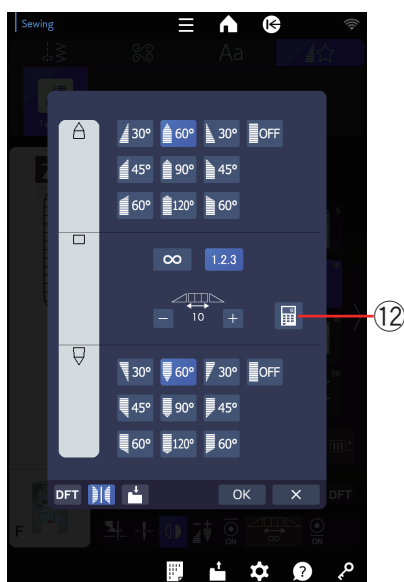 Sewing
Aa
30° 60° 30° OFF
45° 90° 45°
60° 120° 60°
∞ 1.2.3
− 10 +
⑫
30° 60° 30° OFF
45° 90° 45°
60° 120° 60°
DFT OK × DFT
F
ON ∞ ON
?